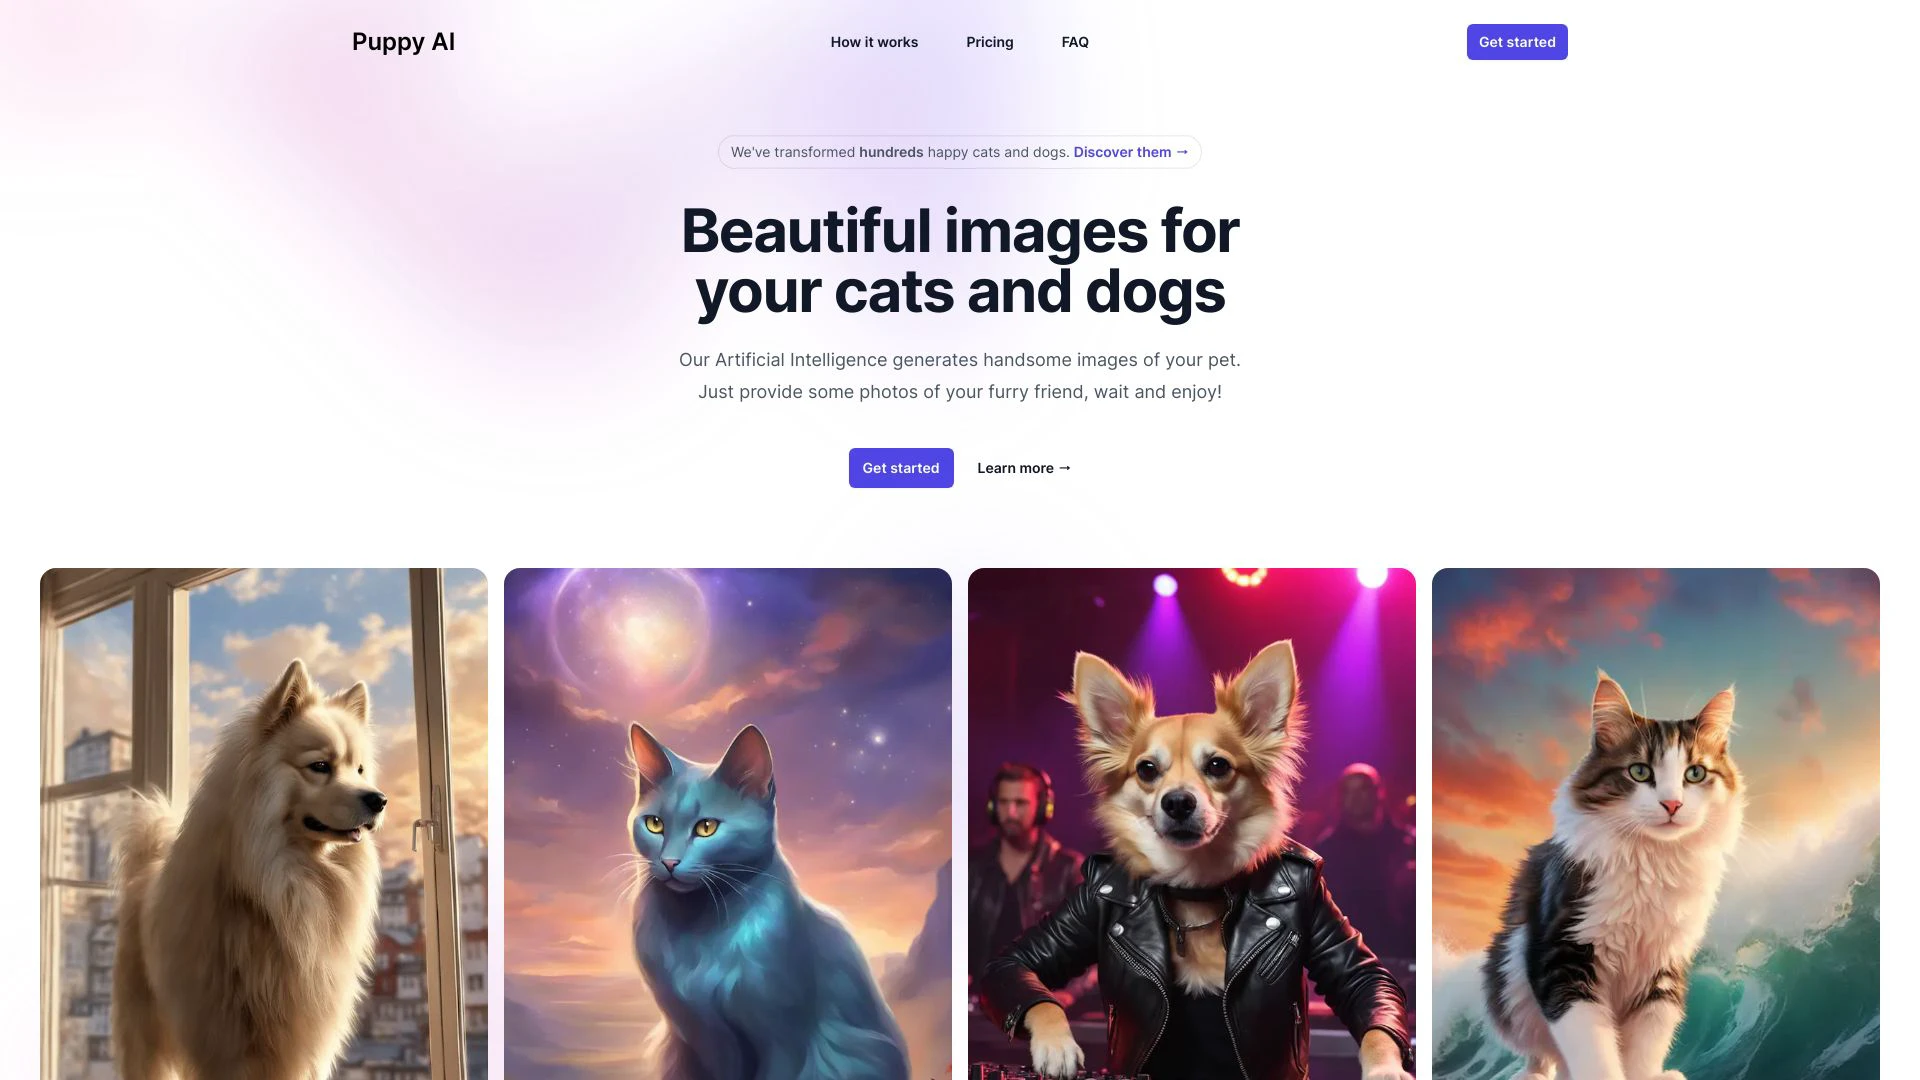 Puppy AI
How it works
Pricing
FAQ
Get started
We've transformed hundreds happy cats and dogs. Discover them →
Beautiful images for
your cats and dogs
Our Artificial Intelligence generates handsome images of your pet.
Just provide some photos of your furry friend, wait and enjoy!
Get started
Learn more →